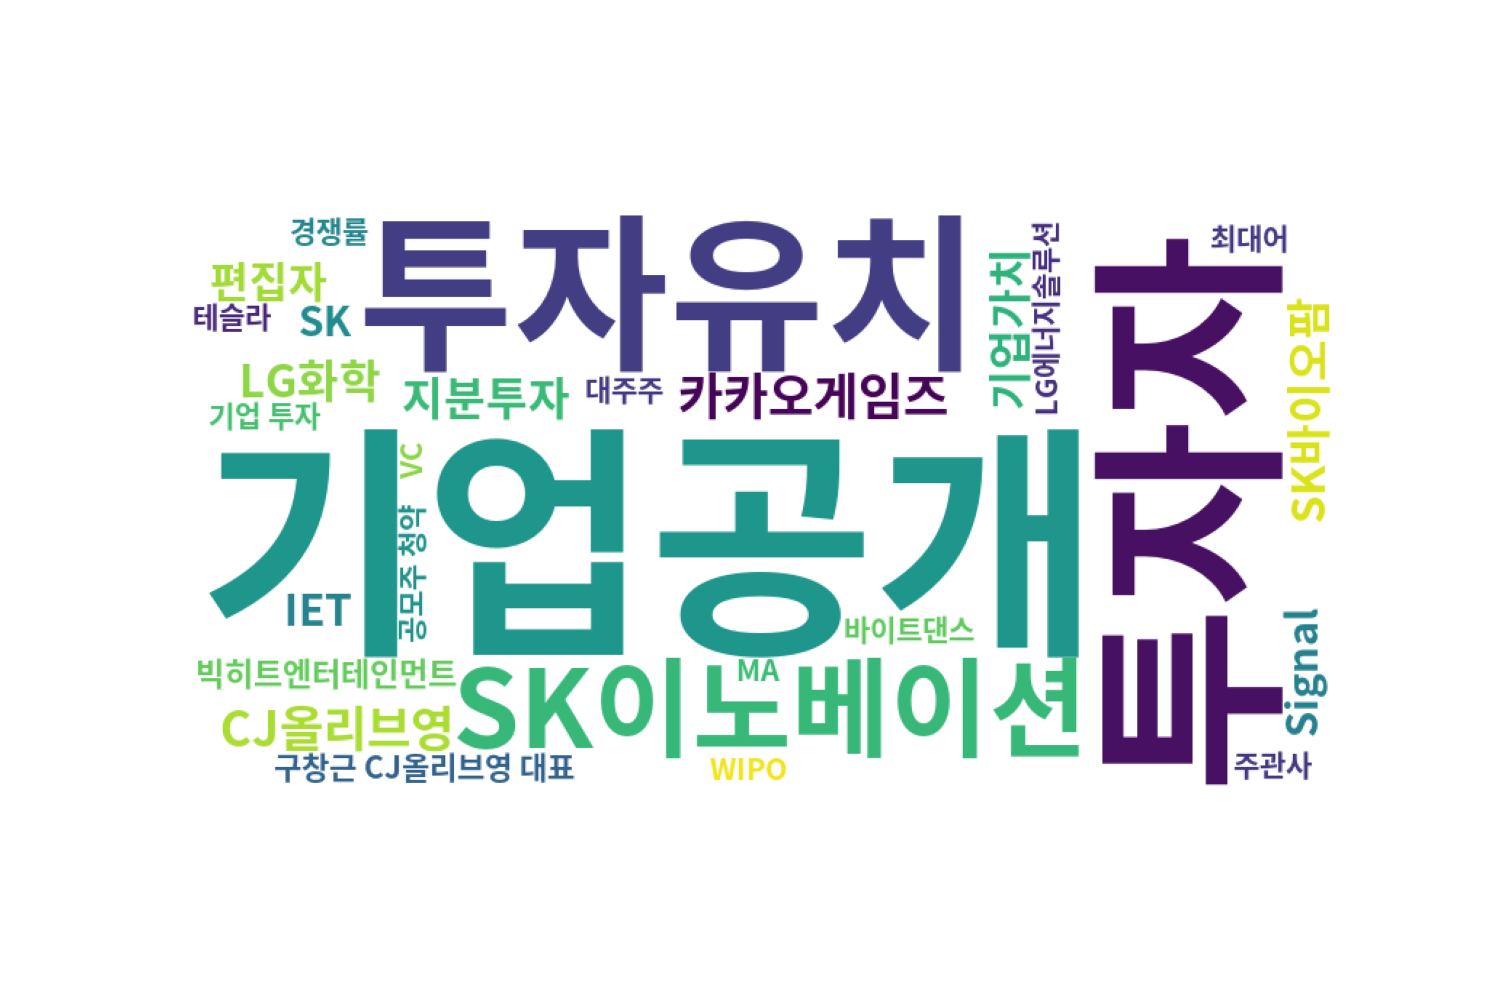 경쟁률
투자유치
최대어
편집자
테슬라
SK
기업가치
LG에너지솔루션
투자자
SK바이오팜
LG화학
기업 투자
지분투자
대주주
카카오게임즈
기업공개
VC
공모주 청약
IET
바이트댄스
빅히트엔터테인먼트
SK이노베이션
MA
Signal
CJ올리브영
구창근 CJ올리브영 대표
WIPO
주관사